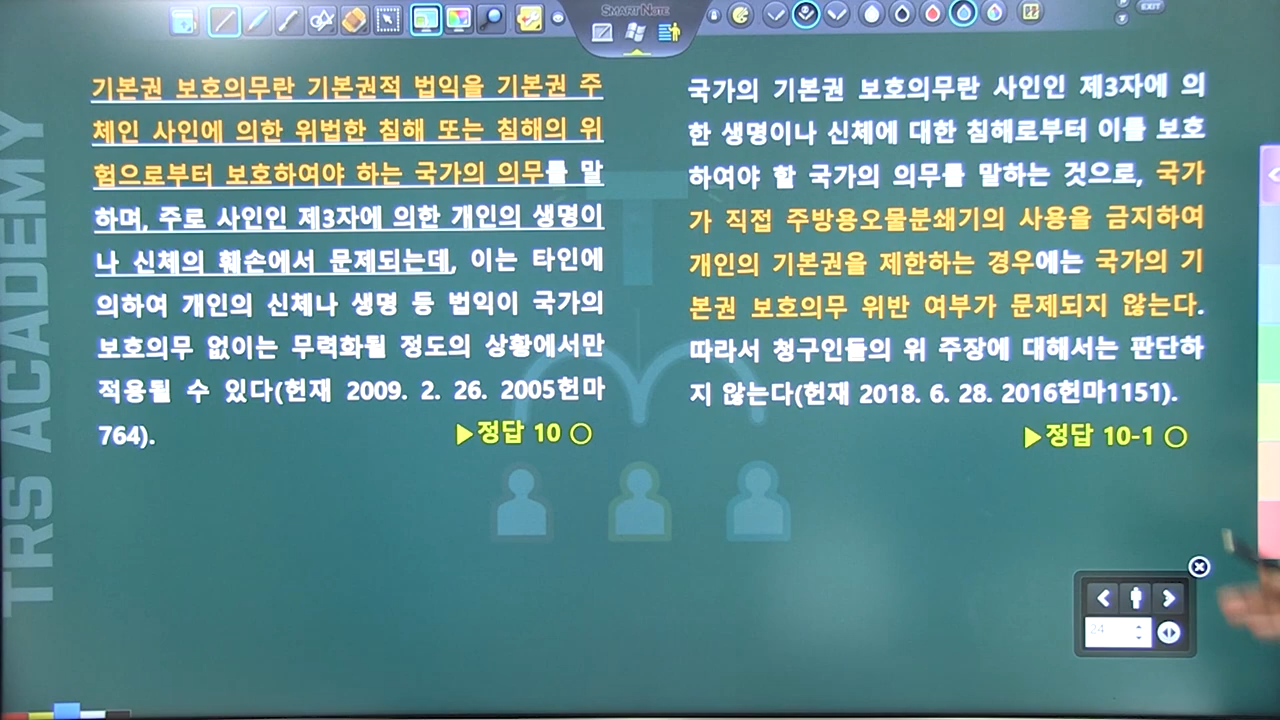 SMARTNOTE
EXIT
TRS ACADEMY
기본권 보호의무란 기본권적 법익을 기본권 주
체인 사인에 의한 위법한 침해 또는 침해의 위
험으로부터 보호하여야 하는 국가의 의무를 말
하며, 주로 사인인 제3자에 의한 개인의 생명이
나 신체의 훼손에서 문제되는데, 이는 타인에
의하여 개인의 신체나 생명 등 법익이 국가의
보호의무 없이는 무력화될 정도의 상황에서만
적용될 수 있다(헌재 2009. 2. 26. 2005헌마
764).
▶정답 10 ○
국가의 기본권 보호의무란 사인인 제3자에 의
한 생명이나 신체에 대한 침해로부터 이를 보호
하여야 할 국가의 의무를 말하는 것으로, 국가
가 직접 주방용오물분쇄기의 사용을 금지하여
개인의 기본권을 제한하는 경우에는 국가의 기
본권 보호의무 위반 여부가 문제되지 않는다.
따라서 청구인들의 위 주장에 대해서는 판단하
지 않는다(헌재 2018. 6. 28. 2016헌마1151).
▶정답 10-1 ○
24